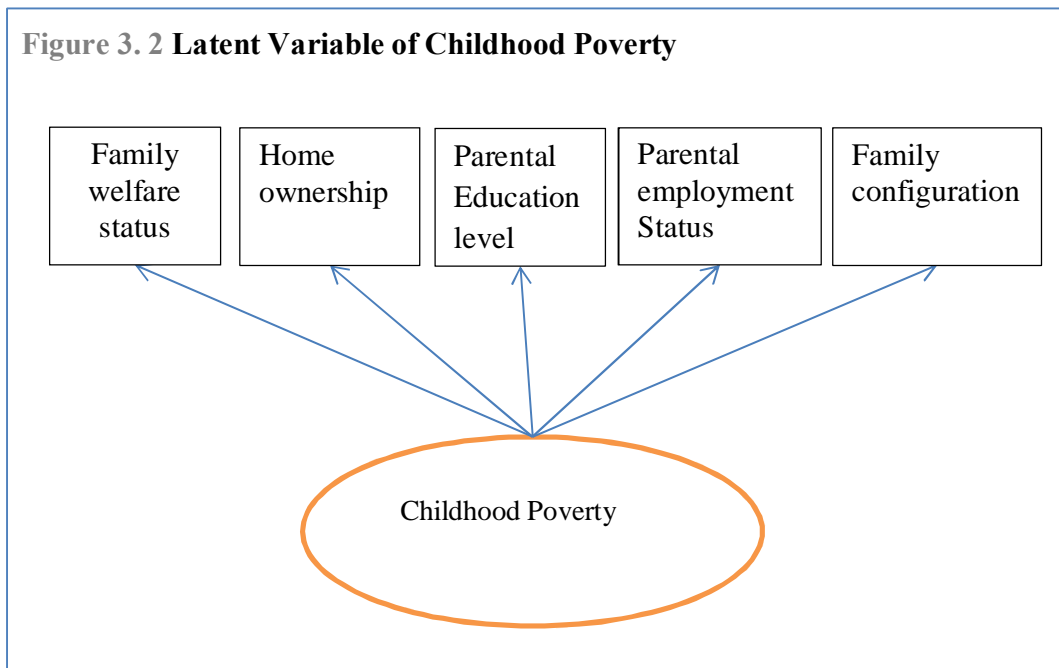 Figure 3. 2 Latent Variable of Childhood Poverty
Family
welfare
status
Home
ownership
Parental
Education
level
Parental
employment
Status
Family
configuration
Childhood Poverty